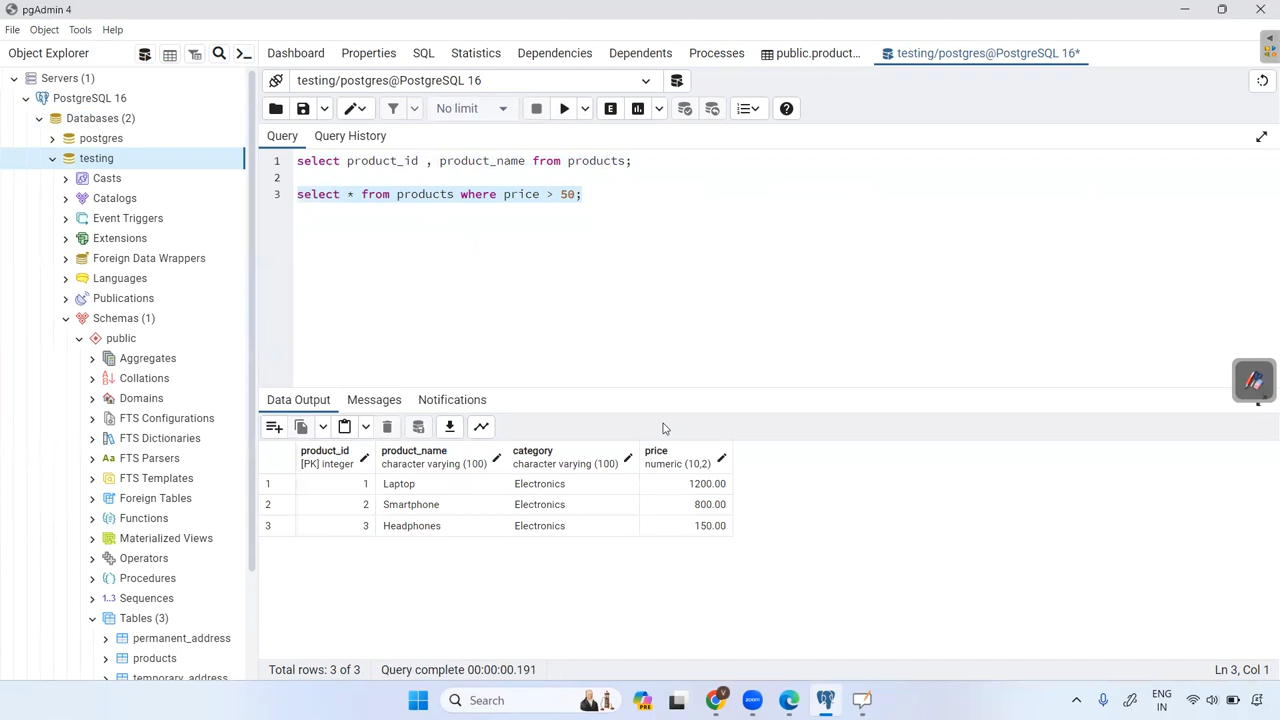 pgAdmin 4
File Object Tools Help
Object Explorer
Dashboard Properties SQL Statistics Dependencies Dependents Processes public.product... testing/postgres@PostgreSQL 16*
Servers (1)
PostgreSQL 16
Databases (2)
postgres
testing
Casts
Catalogs
Event Triggers
Extensions
Foreign Data Wrappers
Languages
Publications
Schemas (1)
public
Aggregates
Collations
Domains
FTS Configurations
FTS Dictionaries
Aa FTS Parsers
FTS Templates
Foreign Tables
Functions
Materialized Views
Operators
Procedures
1..3 Sequences
Tables (3)
permanent_address
products
temporary_address
testing/postgres@PostgreSQL 16
No limit
E
Query Query History
1 select product_id , product_name from products;
2
3 select * from products where price > 50;
Data Output Messages Notifications
product_id product_name category price
[PK] integer character varying (100) character varying (100) numeric (10,2)
1 1 Laptop Electronics 1200.00
2 2 Smartphone Electronics 800.00
3 3 Headphones Electronics 150.00
Total rows: 3 of 3 Query complete 00:00:00.191 Ln 3, Col 1
Search
ENG
IN